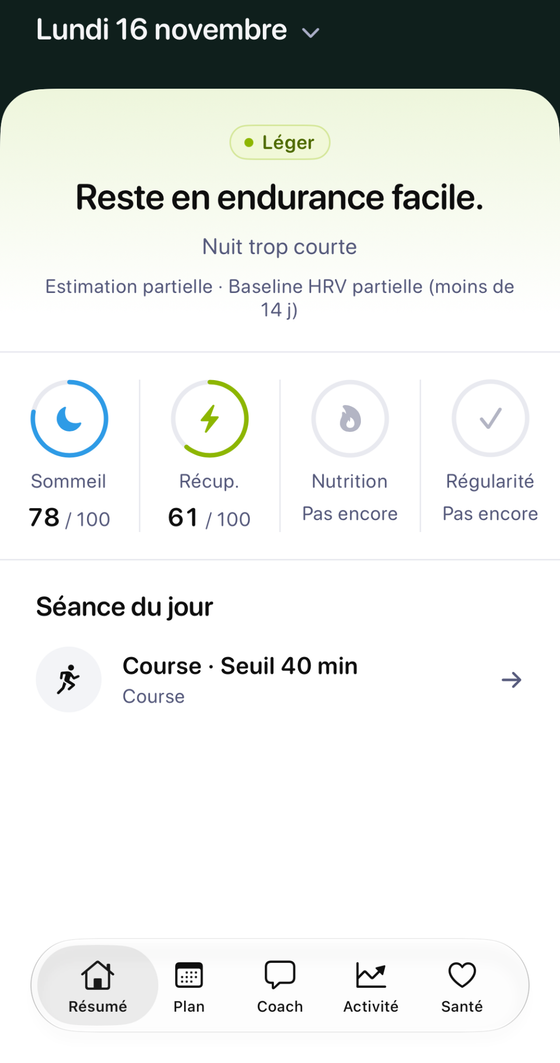 Lundi 16 novembre
Léger
Reste en endurance facile.
Nuit trop courte
Estimation partielle · Baseline HRV partielle (moins de
14 j)
Sommeil
78 / 100
Récup.
61 / 100
Nutrition
Pas encore
Régularité
Pas encore
Séance du jour
Course · Seuil 40 min
Course
Résumé
Plan
Coach
Activité
Santé